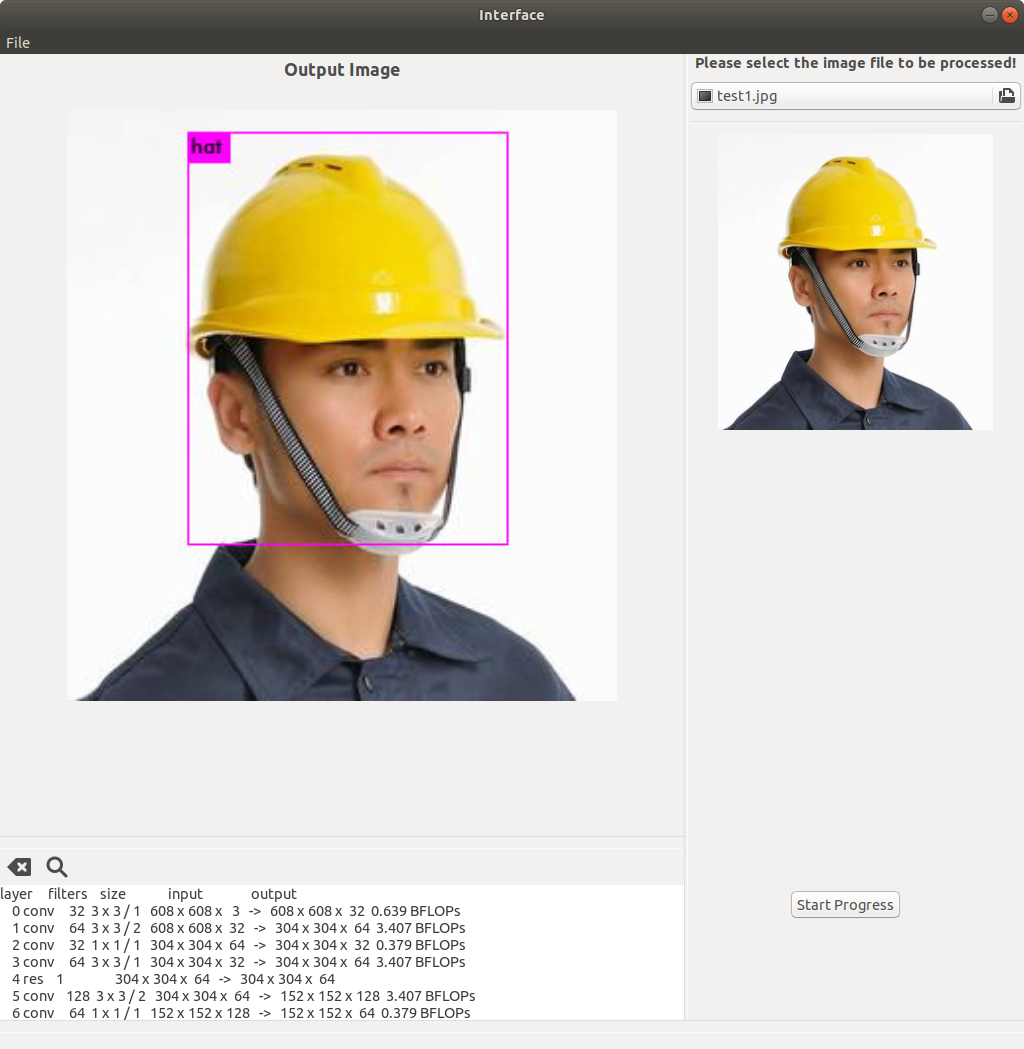 Interface
File
Output Image
hat
Please select the image file to be processed!
test1.jpg
Start Progress
layer filters size input output
0 conv 32 3 x 3 / 1 608 x 608 x 3 -> 608 x 608 x 32 0.639 BFLOPs
1 conv 64 3 x 3 / 2 608 x 608 x 32 -> 304 x 304 x 64 3.407 BFLOPs
2 conv 32 1 x 1 / 1 304 x 304 x 64 -> 304 x 304 x 32 0.379 BFLOPs
3 conv 64 3 x 3 / 1 304 x 304 x 32 -> 304 x 304 x 64 3.407 BFLOPs
4 res 1 304 x 304 x 64 -> 304 x 304 x 64
5 conv 128 3 x 3 / 2 304 x 304 x 64 -> 152 x 152 x 128 3.407 BFLOPs
6 conv 64 1 x 1 / 1 152 x 152 x 128 -> 152 x 152 x 64 0.379 BFLOPs